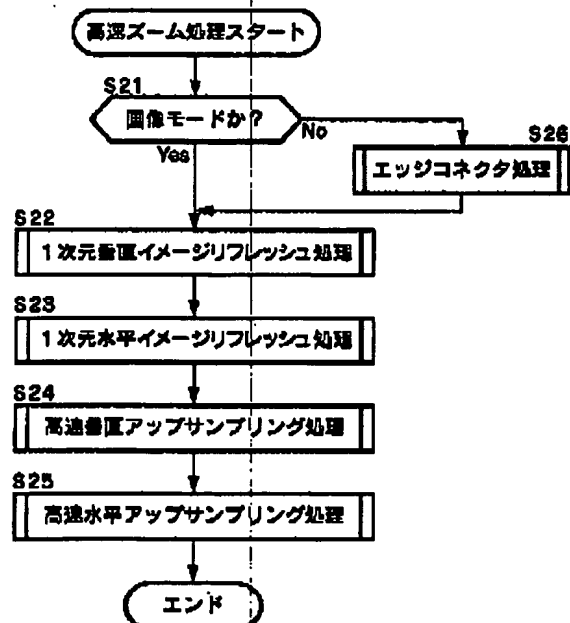 高速ズーム処理スタート
S21
画像モードか?
No
Yes
S26
エッジコネクタ処理
S22
1次元垂直イメージリフレッシュ処理
S23
1次元水平イメージリフレッシュ処理
S24
高速垂直アップサンプリング処理
S25
高速水平アップサンプリング処理
エンド